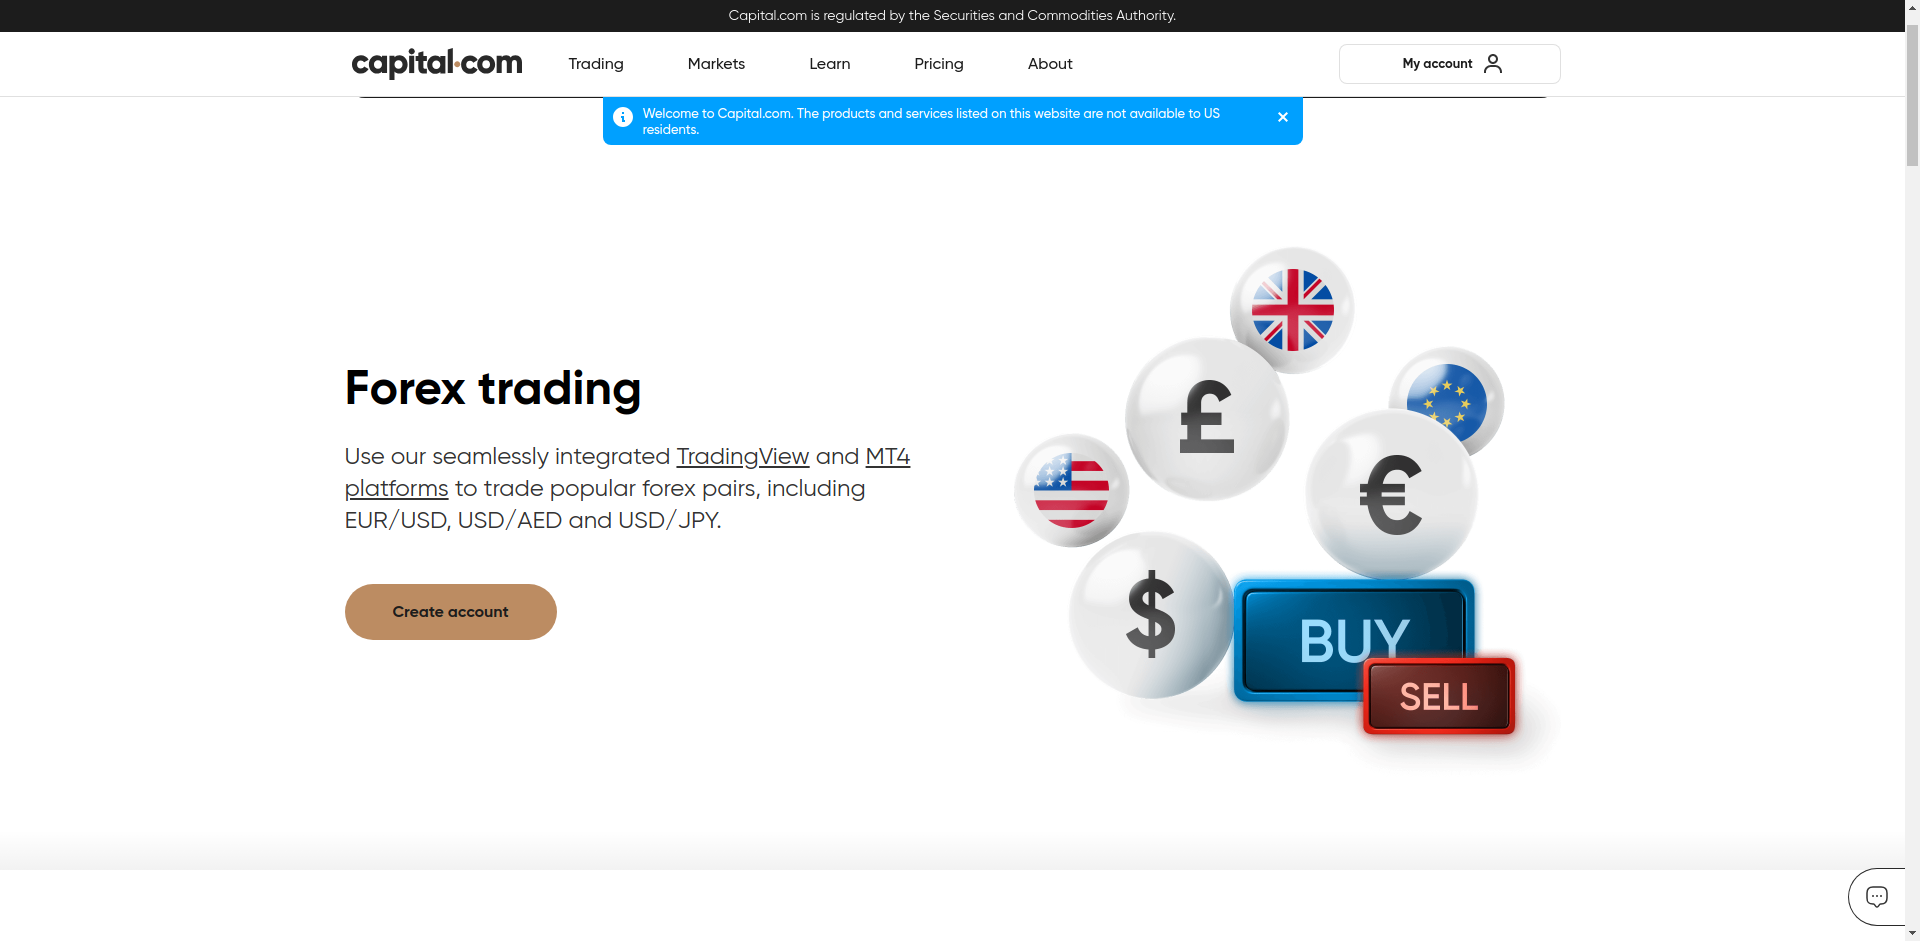 Capital.com is regulated by the Securities and Commodities Authority.
capital.com
Trading
Markets
Learn
Pricing
About
My account
Welcome to Capital.com. The products and services listed on this website are not available to US
residents.
Forex trading
Use our seamlessly integrated TradingView and MT4
platforms to trade popular forex pairs, including
EUR/USD, USD/AED and USD/JPY.
Create account
£
€
$
BUY
SELL